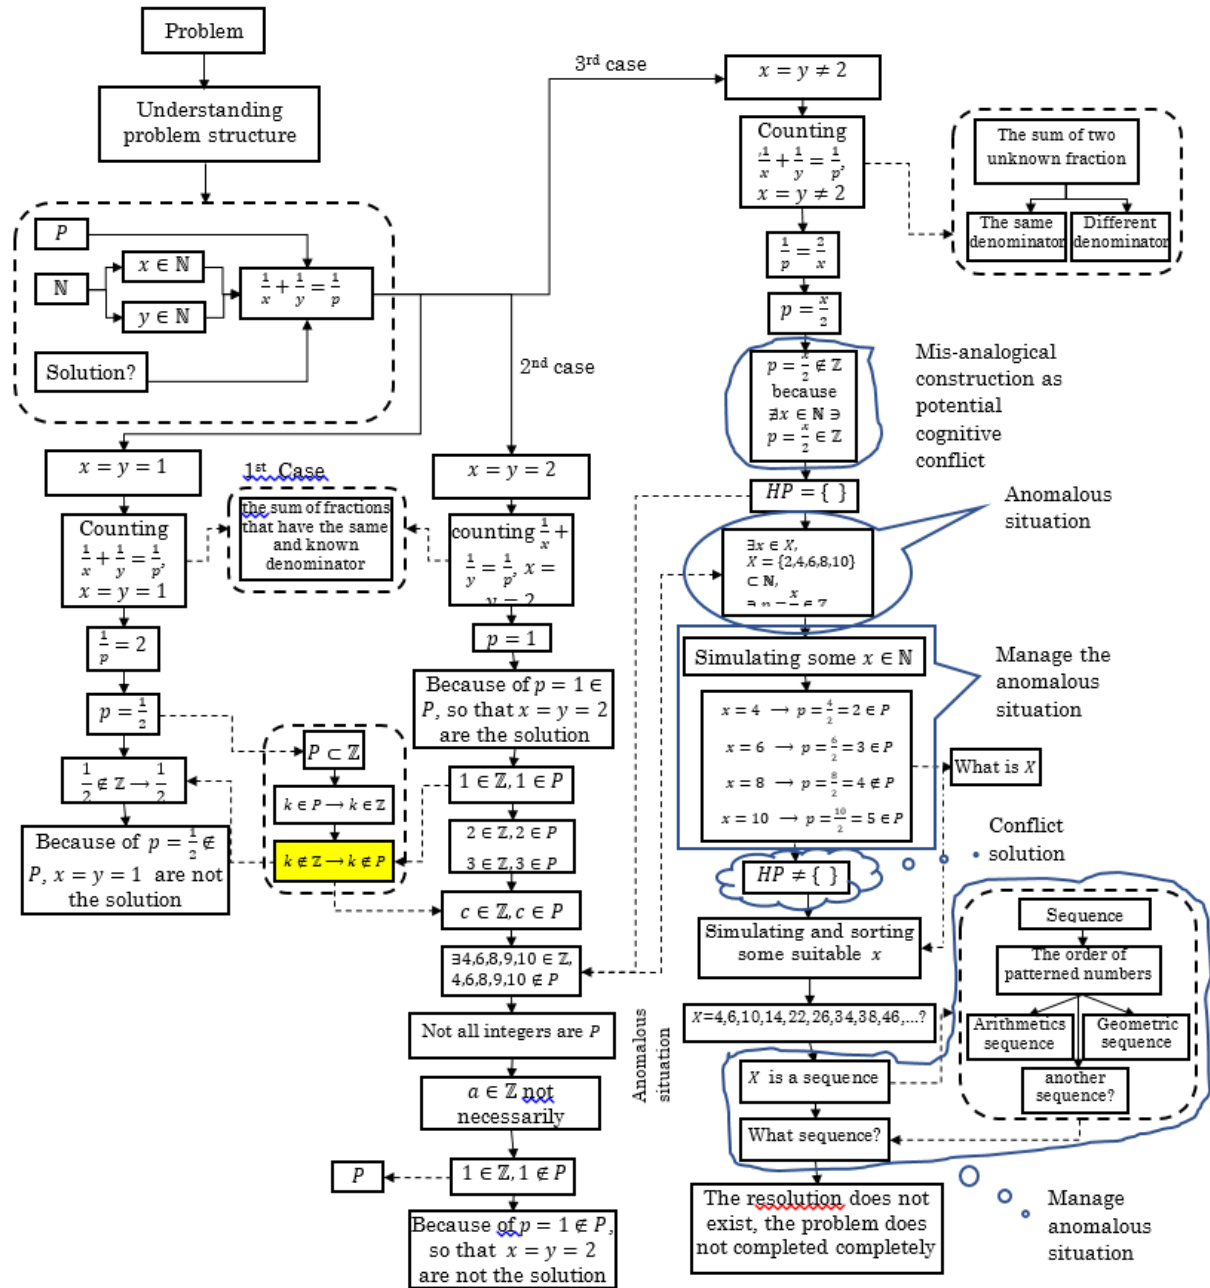 Problem
Understanding
problem structure
P
ℕ
x ∈ ℕ
y ∈ ℕ
1/x + 1/y = 1/p
Solution?
3rd case
2nd case
x = y = 1
Counting
1/x + 1/y = 1/p,
x = y = 1
1/p = 2
p = 1/2
1/2 ∉ ℤ → 1/2
Because of p = 1/2 ∉
P, x = y = 1 are not
the solution
1st Case
the sum of fractions
that have the same
and known
denominator
P ⊂ ℤ
k ∈ P → k ∈ ℤ
k ∉ ℤ → k ∉ P
x = y = 2
counting 1/x +
1/y = 1/p, x =
y = 2
p = 1
Because of p = 1 ∈
P, so that x = y = 2
are the solution
1 ∈ ℤ, 1 ∈ P
2 ∈ ℤ, 2 ∈ P
3 ∈ ℤ, 3 ∈ P
c ∈ ℤ, c ∈ P
∃4,6,8,9,10 ∈ ℤ,
4,6,8,9,10 ∉ P
Not all integers are P
a ∈ ℤ not
necessarily
1 ∈ ℤ, 1 ∉ P
P
Because of p = 1 ∉ P,
so that x = y = 2
are not the solution
Anomalous
situation
x = y ≠ 2
Counting
1/x + 1/y = 1/p,
x = y ≠ 2
1/p = 2/x
p = x/2
p = x/2 ∉ ℤ
because
∄x ∈ ℕ ∋
p = x/2 ∈ ℤ
HP = { }
∃x ∈ X,
X = {2,4,6,8,10}
⊂ ℕ,
Simulating some x ∈ ℕ
x = 4 → p = 4/2 = 2 ∈ P
x = 6 → p = 6/2 = 3 ∈ P
x = 8 → p = 8/2 = 4 ∉ P
x = 10 → p = 10/2 = 5 ∈ P
HP ≠ { }
Simulating and sorting
some suitable x
X=4,6,10,14,22,26,34,38,46,...?
X is a sequence
What sequence?
The resolution does not
exist, the problem does
not completed completely
The sum of two
unknown fraction
The same
denominator
Different
denominator
Mis-analogical
construction as
potential
cognitive
conflict
Anomalous
situation
Manage the
anomalous
situation
What is X
Conflict
solution
Sequence
The order of
patterned numbers
Arithmetics
sequence
Geometric
sequence
another
sequence?
Manage
anomalous
situation